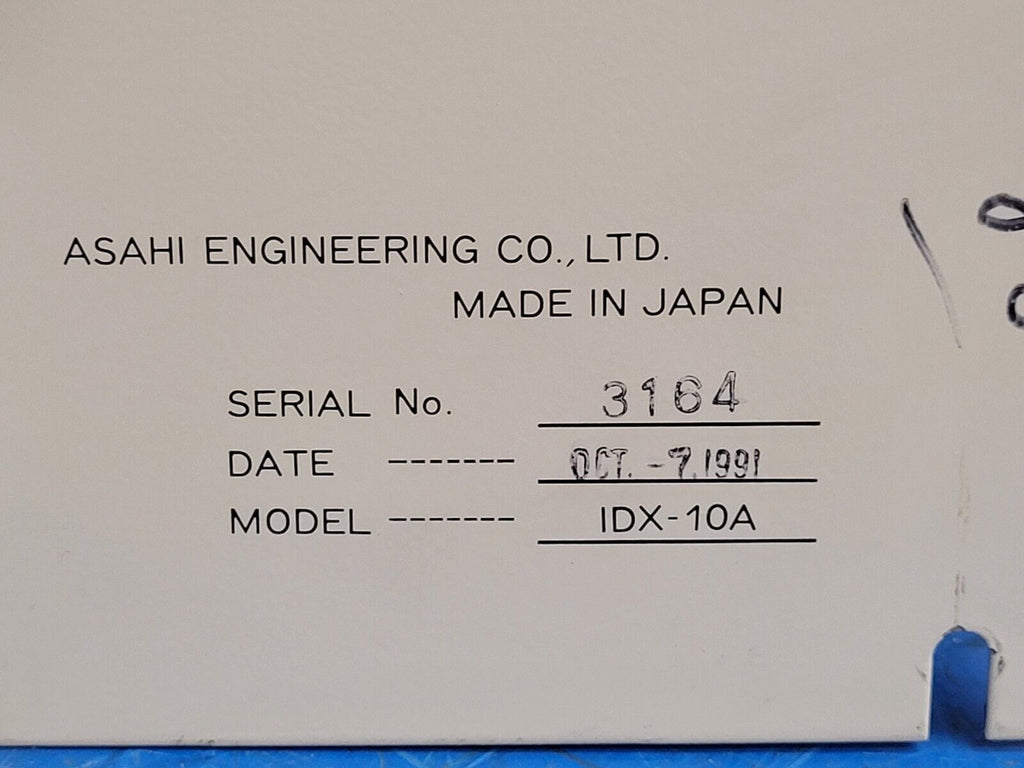 ASAHI ENGINEERING CO., LTD.
MADE IN JAPAN
SERIAL No. 3164
DATE ------- OCT. -7.1991
MODEL ------- IDX-10A